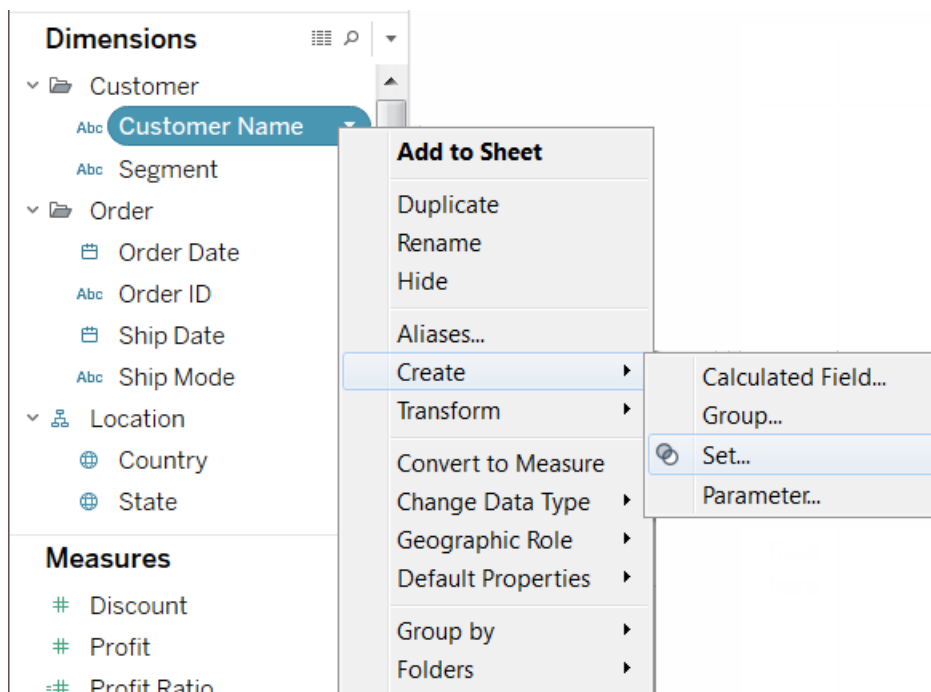 Dimensions
Customer
Abc Customer Name
Abc Segment
Order
Order Date
Abc Order ID
Ship Date
Abc Ship Mode
Location
Country
State
Measures
# Discount
# Profit
=# Profit Ratio
Add to Sheet
Duplicate
Rename
Hide
Aliases...
Create
Transform
Convert to Measure
Change Data Type
Geographic Role
Default Properties
Group by
Folders
Calculated Field...
Group...
Set...
Parameter...